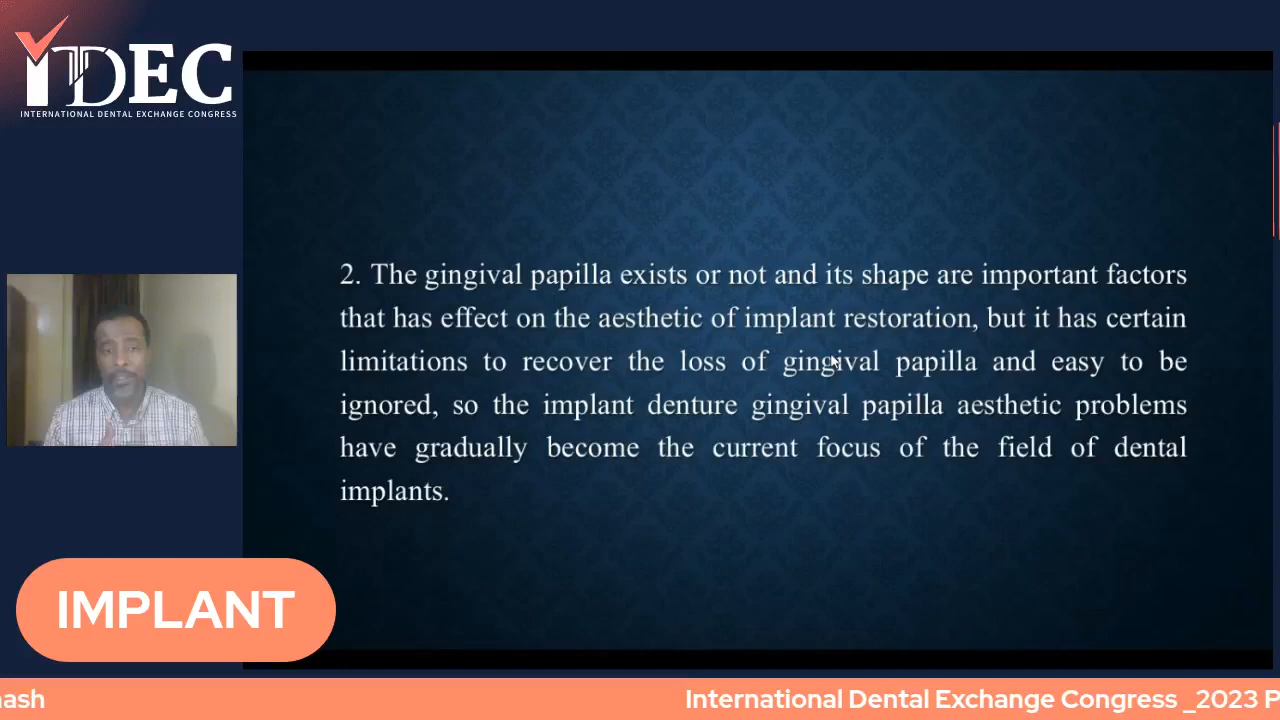 IDEC
INTERNATIONAL DENTAL EXCHANGE CONGRESS
2. The gingival papilla exists or not and its shape are important factors
that has effect on the aesthetic of implant restoration, but it has certain
limitations to recover the loss of gingival papilla and easy to be
ignored, so the implant denture gingival papilla aesthetic problems
have gradually become the current focus of the field of dental
implants.
IMPLANT
International Dental Exchange Congress _2023 P